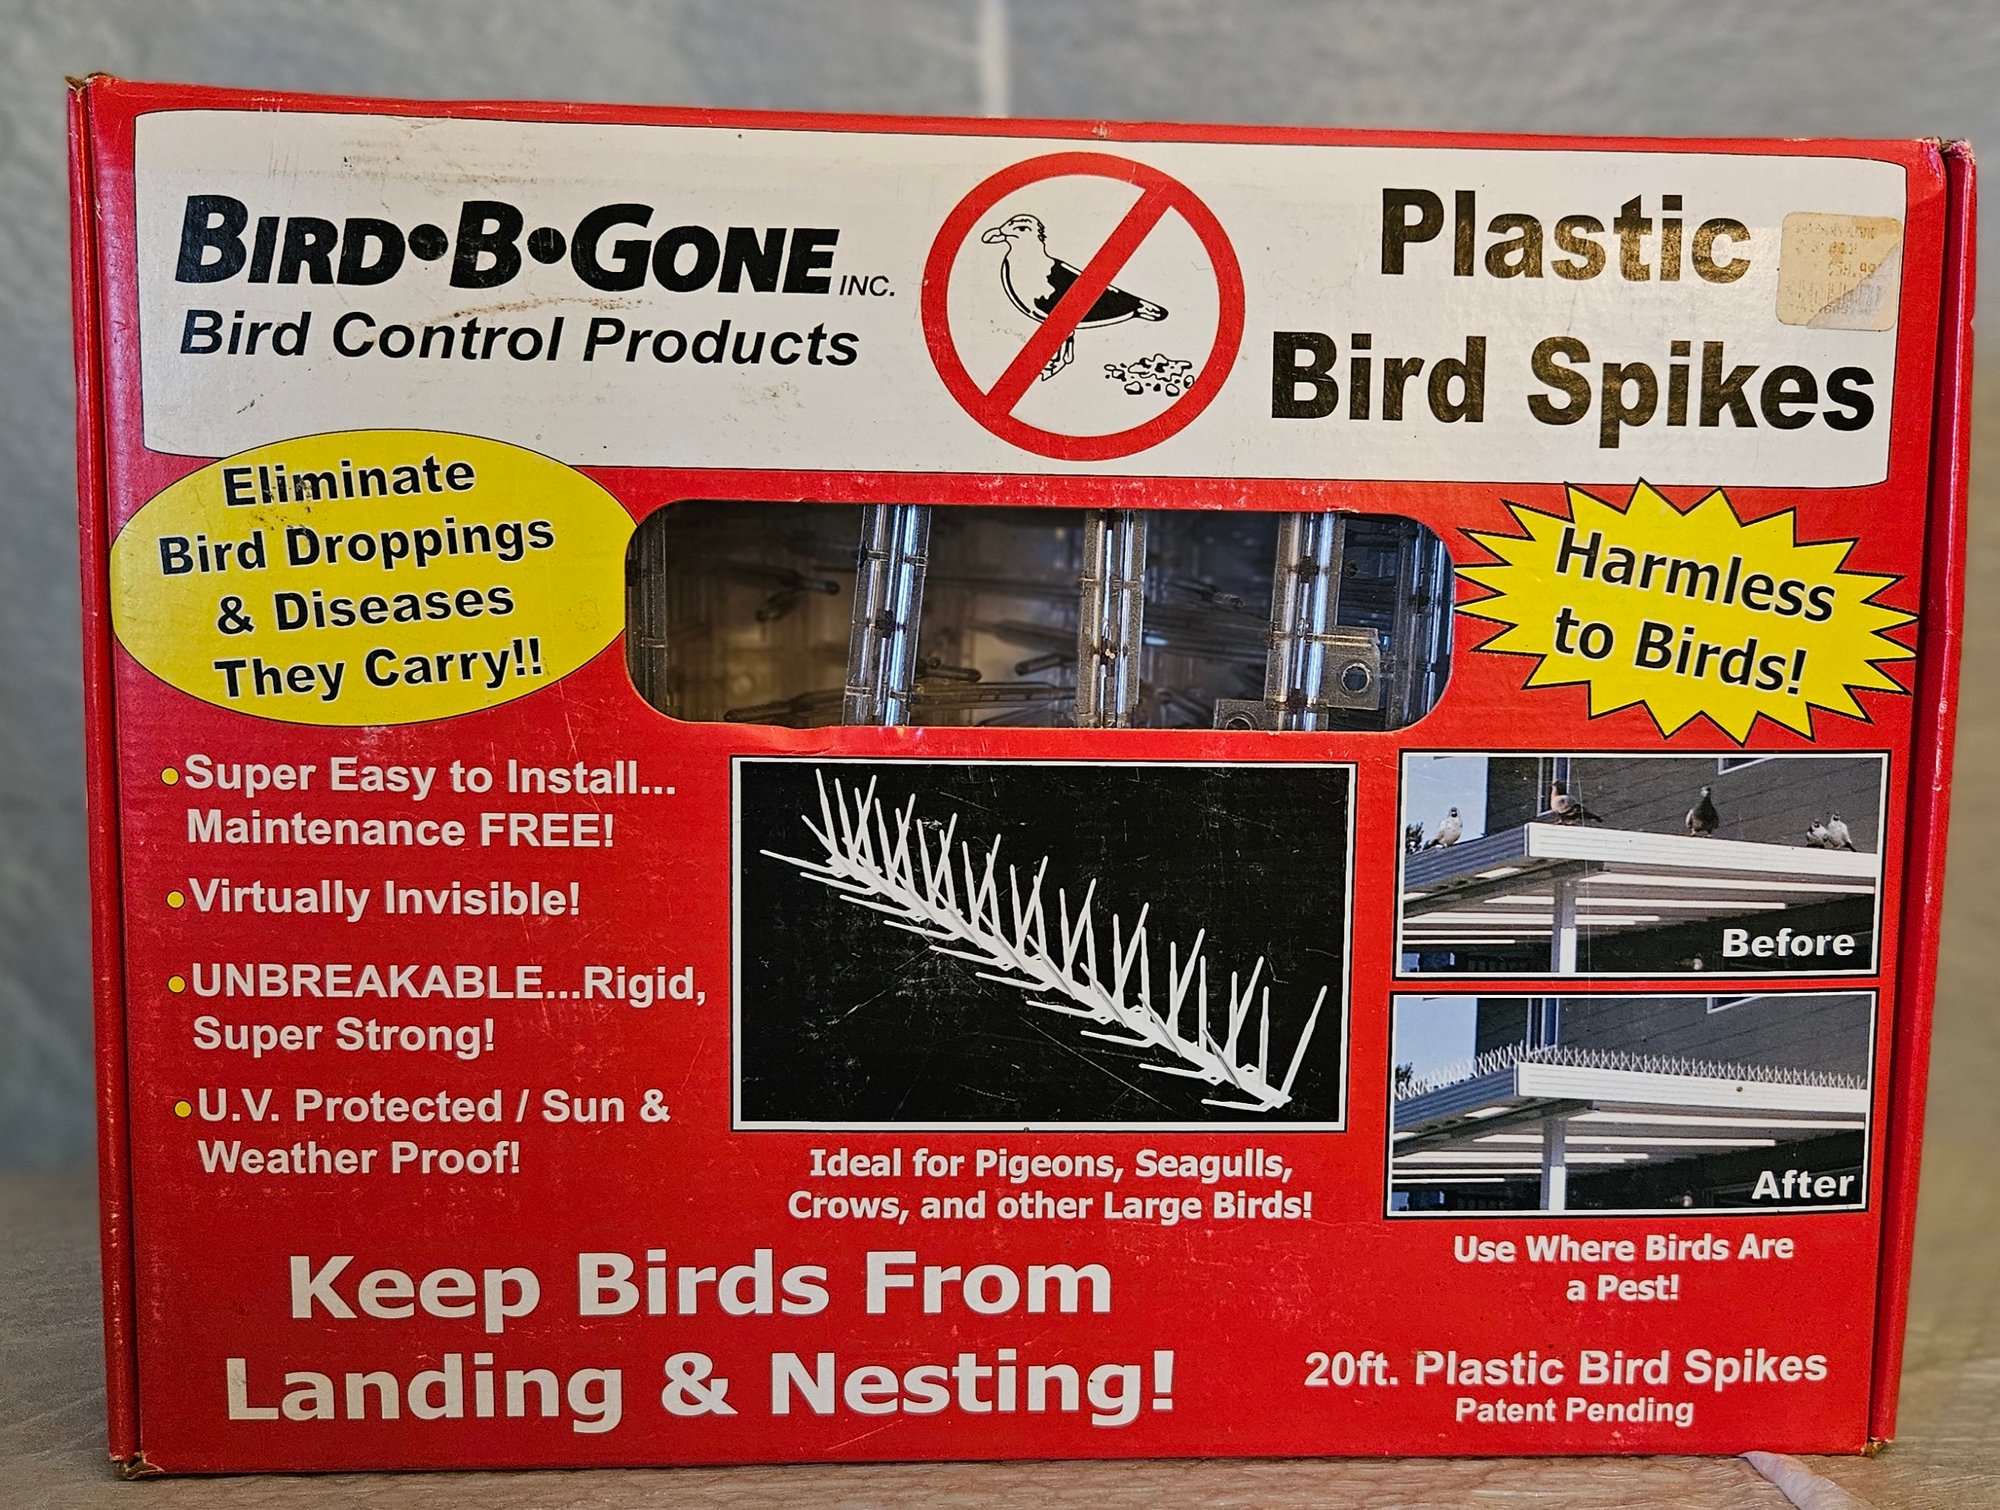 BIRD•B•GONE INC.
Bird Control Products
Plastic
Bird Spikes
Eliminate
Bird Droppings
& Diseases
They Carry!!
Harmless
to Birds!
•Super Easy to Install...
Maintenance FREE!
•Virtually Invisible!
•UNBREAKABLE...Rigid,
Super Strong!
•U.V. Protected / Sun &
Weather Proof!
Ideal for Pigeons, Seagulls,
Crows, and other Large Birds!
Before
After
Use Where Birds Are
a Pest!
Keep Birds From
Landing & Nesting!
20ft. Plastic Bird Spikes
Patent Pending